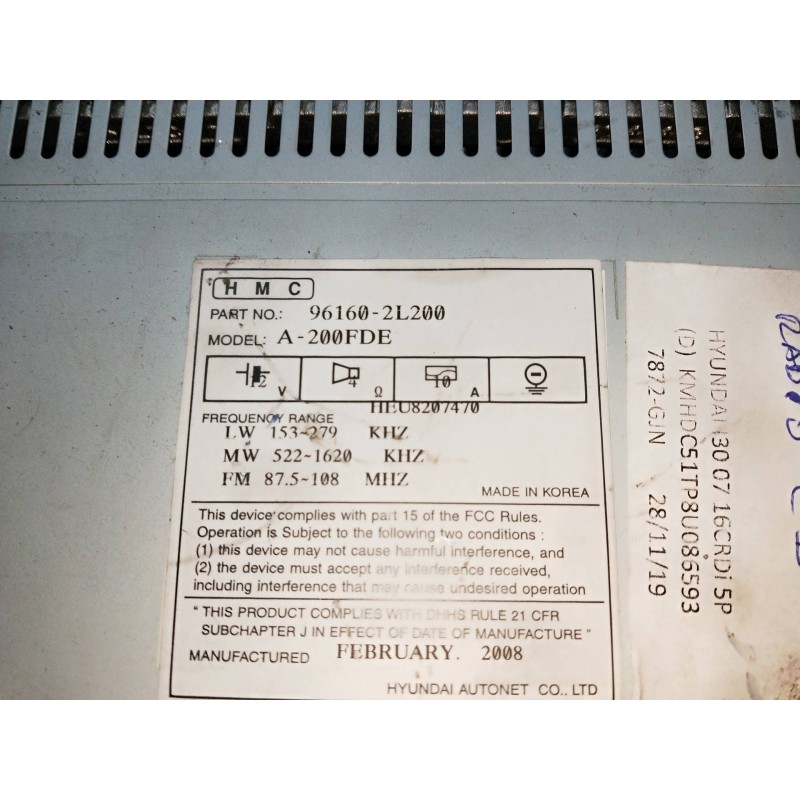 HMC
PART NO.: 96160-2L200
MODEL: A-200FDE
12 V
4 Ω
10 A
HEU8207470
FREQUENCY RANGE
LW 153~279 KHZ
MW 522~1620 KHZ
FM 87.5~108 MHZ
MADE IN KOREA
This device complies with part 15 of the FCC Rules.
Operation is Subject to the following two conditions :
(1) this device may not cause harmful interference, and
(2) the device must accept any interference received,
including interference that may cause undesired operation
" THIS PRODUCT COMPLIES WITH DHHS RULE 21 CFR
SUBCHAPTER J IN EFFECT OF DATE OF MANUFACTURE "
MANUFACTURED FEBRUARY. 2008
HYUNDAI AUTONET CO.. LTD
HYUNDAI I30 07 16CRDi 5P
(D) KMHDC51TP8U086593
7872-GJN 28/11/19
RADIO CD